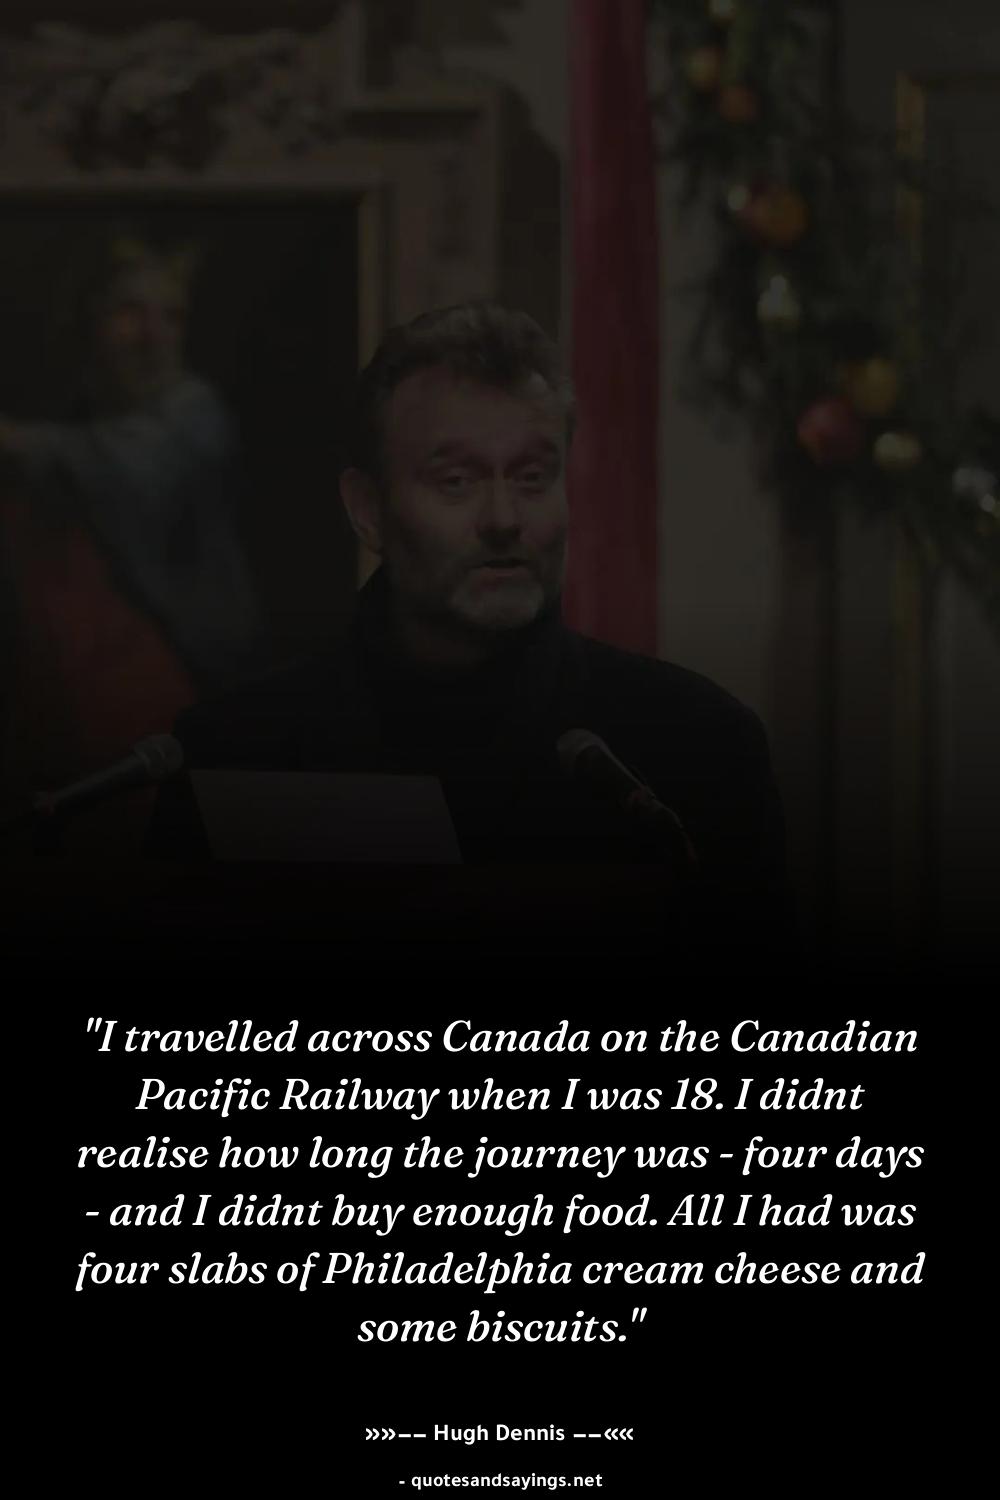 "I travelled across Canada on the Canadian
Pacific Railway when I was 18. I didnt
realise how long the journey was - four days
- and I didnt buy enough food. All I had was
four slabs of Philadelphia cream cheese and
some biscuits."
»»−− Hugh Dennis −−««
- quotesandsayings.net